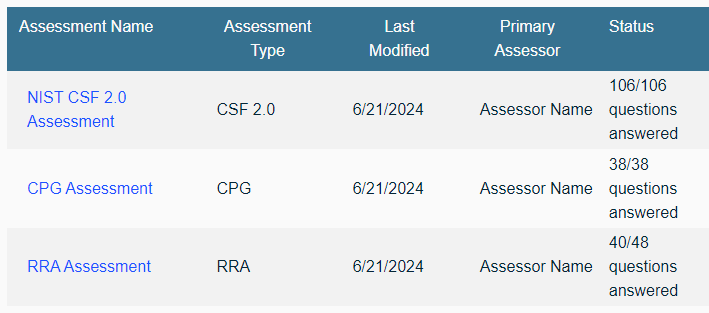 Assessment Name Assessment Type Last Modified Primary Assessor Status
NIST CSF 2.0 Assessment CSF 2.0 6/21/2024 Assessor Name 106/106 questions answered
CPG Assessment CPG 6/21/2024 Assessor Name 38/38 questions answered
RRA Assessment RRA 6/21/2024 Assessor Name 40/48 questions answered